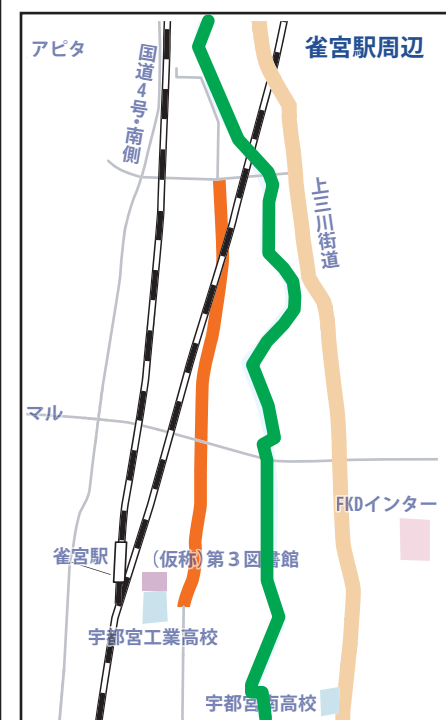 雀宮駅周辺
アピタ
国道4号・南側
上三川街道
マル
FKDインター
雀宮駅
(仮称)第3図書館
宇都宮工業高校
宇都宮南高校